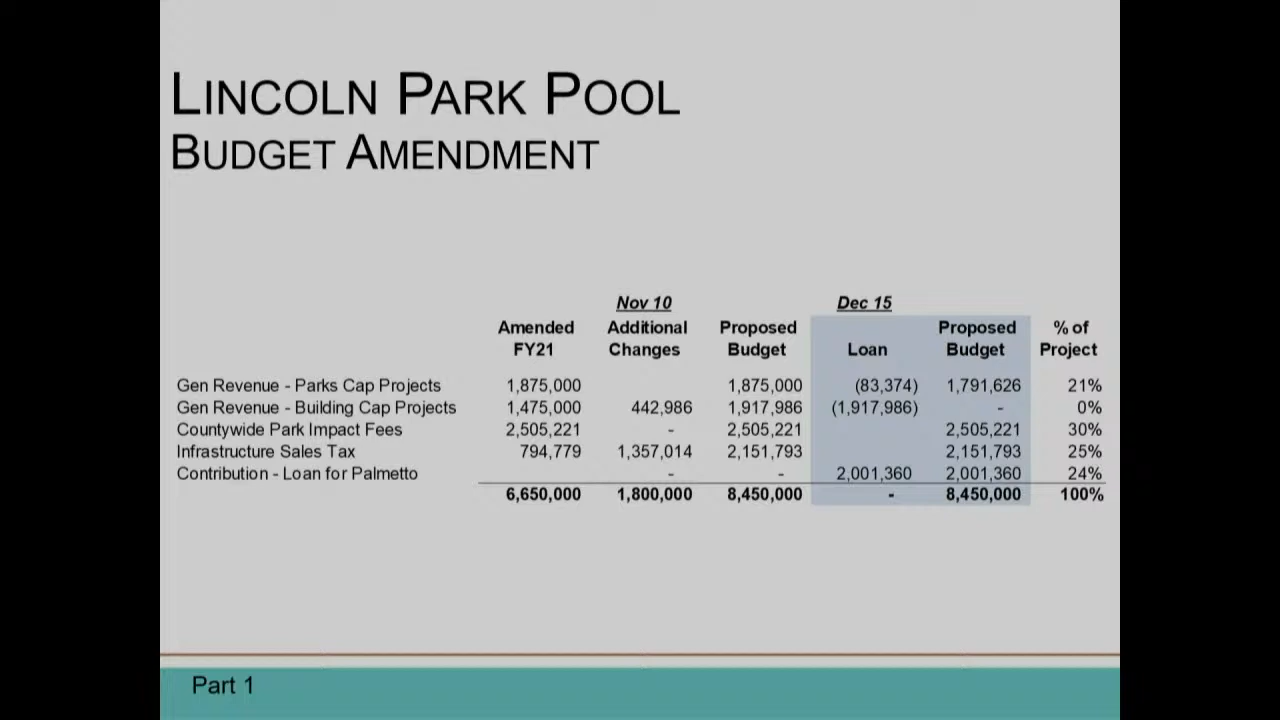 LINCOLN PARK POOL
BUDGET AMENDMENT
Nov 10 Dec 15
Amended Additional Proposed Proposed % of
FY21 Changes Budget Loan Budget Project
Gen Revenue - Parks Cap Projects 1,875,000 1,875,000 (83,374) 1,791,626 21%
Gen Revenue - Building Cap Projects 1,475,000 442,986 1,917,986 (1,917,986) - 0%
Countywide Park Impact Fees 2,505,221 - 2,505,221 2,505,221 30%
Infrastructure Sales Tax 794,779 1,357,014 2,151,793 2,151,793 25%
Contribution - Loan for Palmetto - - 2,001,360 2,001,360 24%
6,650,000 1,800,000 8,450,000 - 8,450,000 100%
Part 1